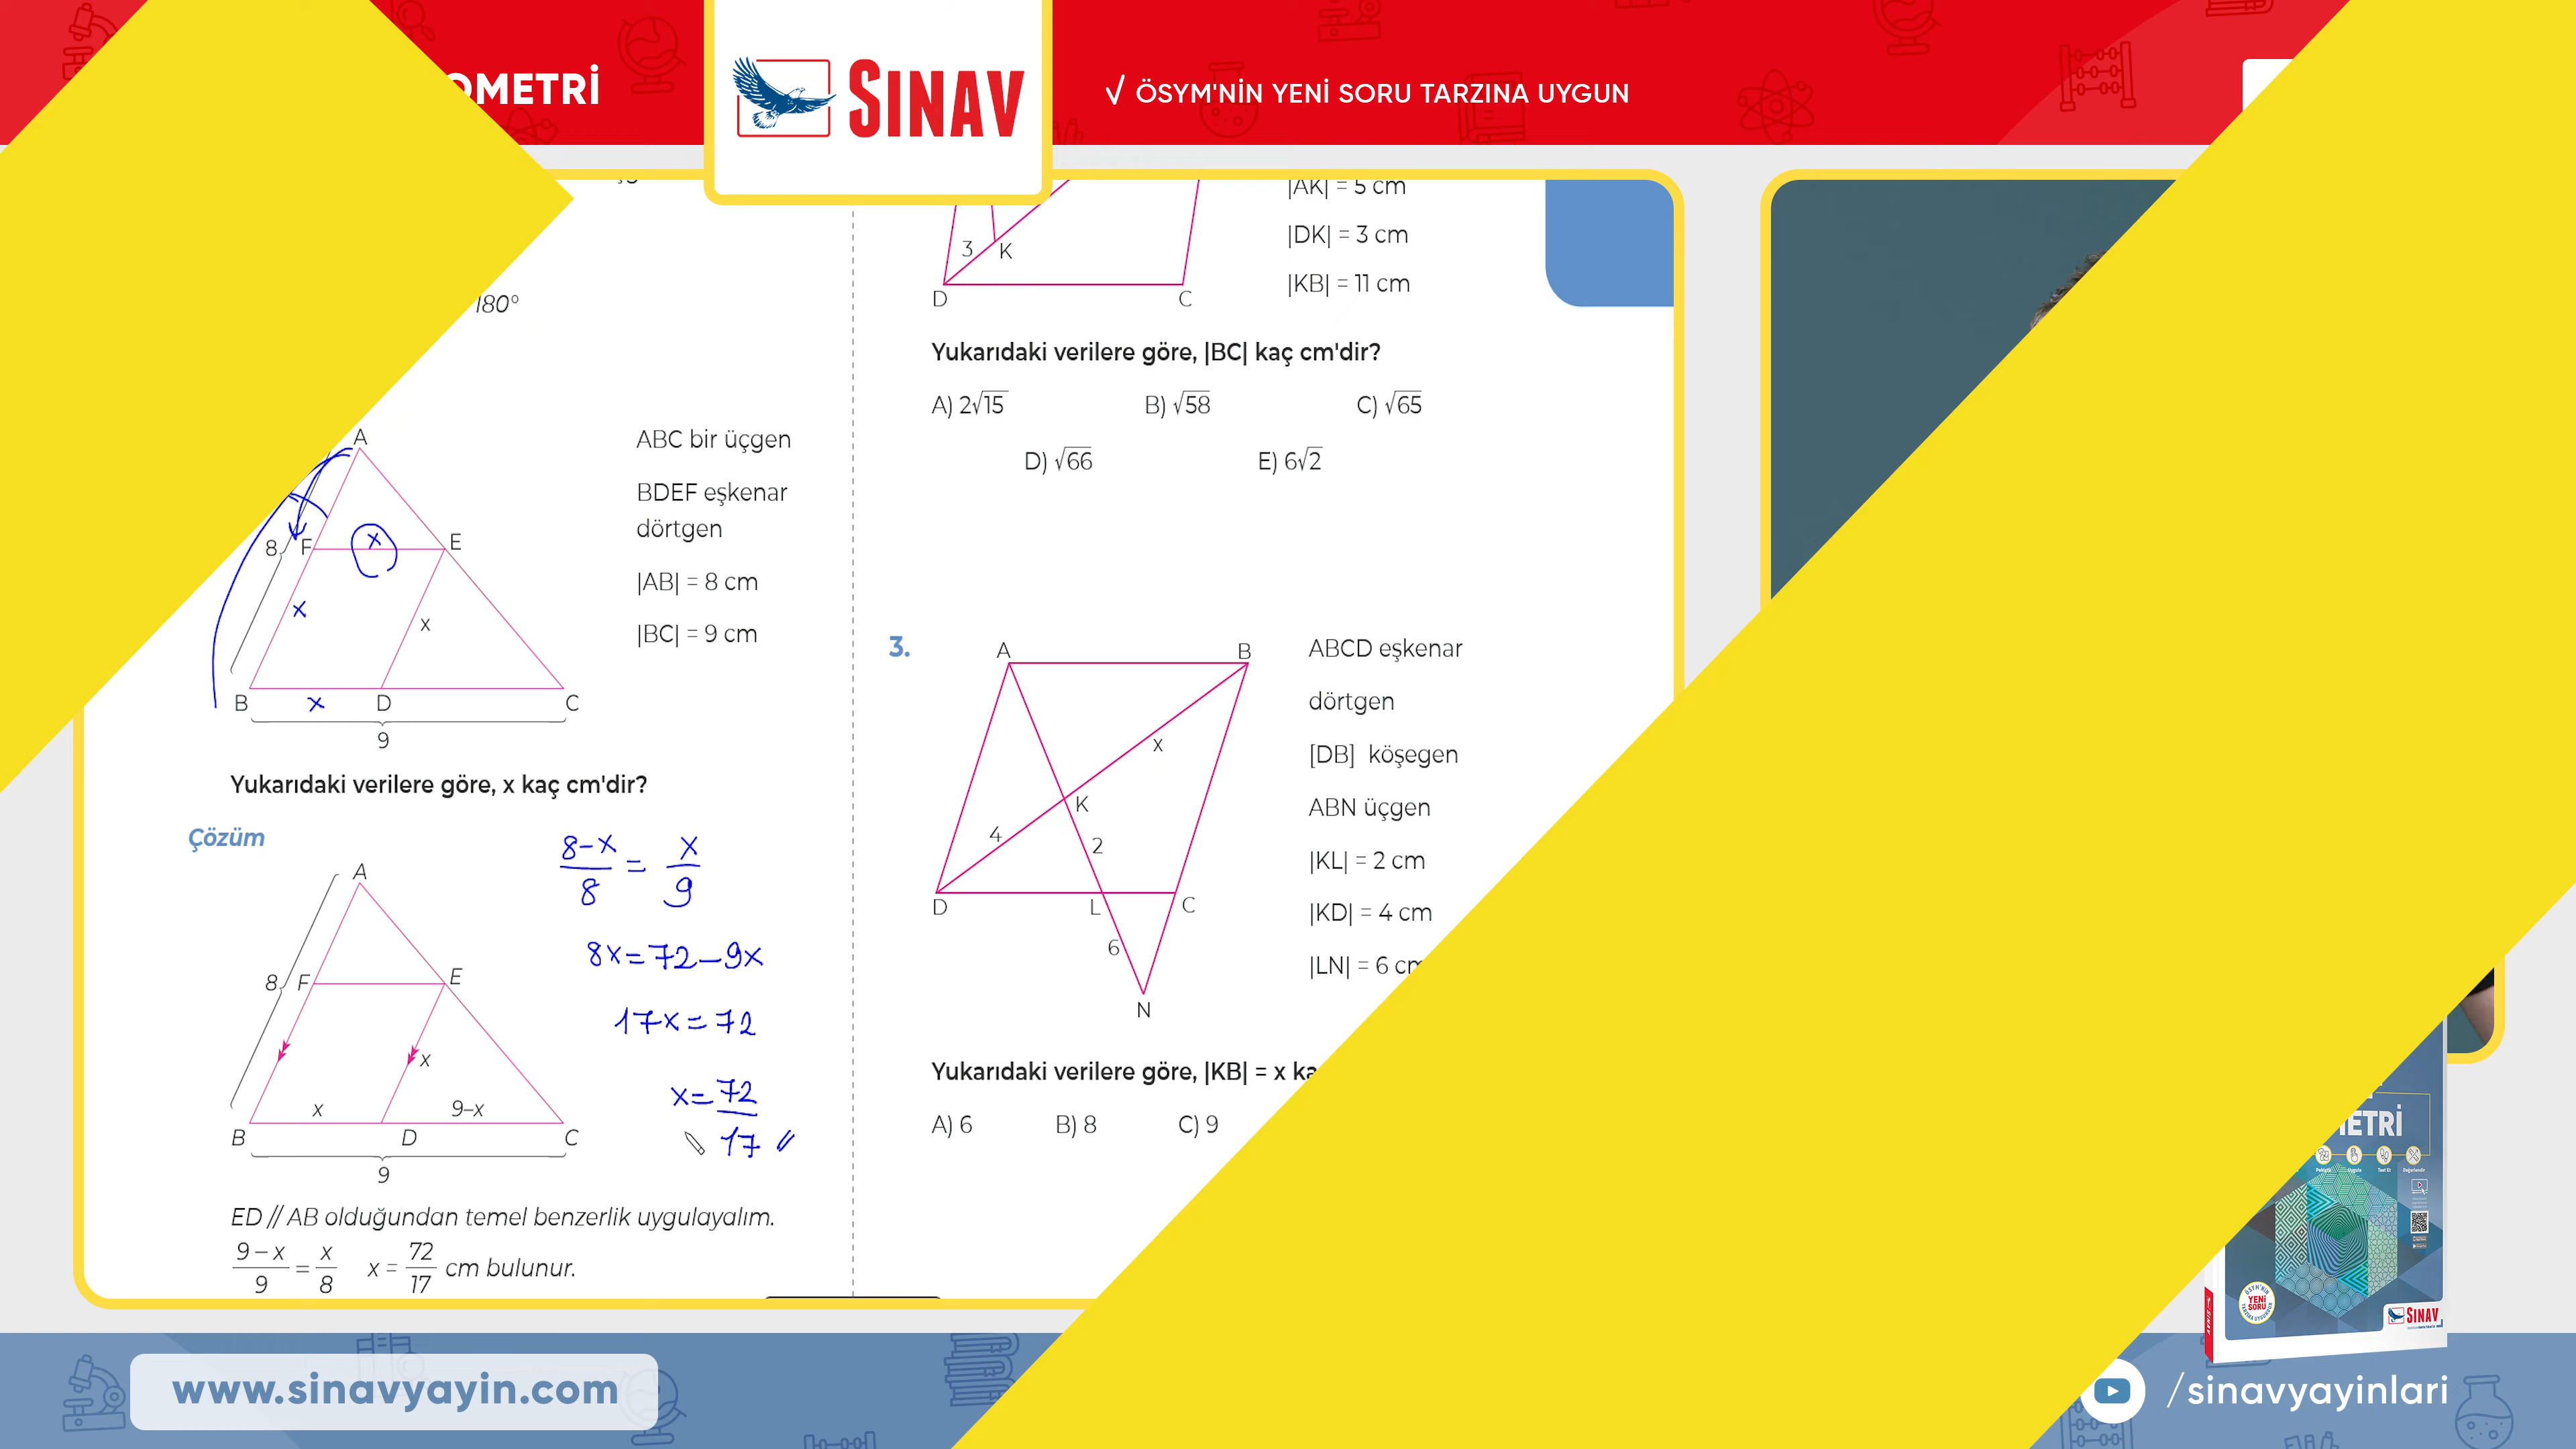 OMETRİ
SINAV
√ ÖSYM'NİN YENİ SORU TARZINA UYGUN
180°
A
8
F
x
E
x
x
B
x
D
C
9
ABC bir üçgen
BDEF eşkenar
dörtgen
|AB| = 8 cm
|BC| = 9 cm
Yukarıdaki verilere göre, x kaç cm'dir?
Çözüm
A
8
F
E
x
x
9–x
B
D
C
9
8-x/8 = x/9
8x=72-9x
17x=72
x=72/17 //
ED // AB olduğundan temel benzerlik uygulayalım.
9 – x/9 = x/8 x = 72/17 cm bulunur.
3
K
D
C
|AK| = 5 cm
|DK| = 3 cm
|KB| = 11 cm
Yukarıdaki verilere göre, |BC| kaç cm'dir?
A) 2√15 B) √58 C) √65
D) √66 E) 6√2
3.
A
B
x
K
4
2
D
L
C
6
N
ABCD eşkenar
dörtgen
[DB] köşegen
ABN üçgen
|KL| = 2 cm
|KD| = 4 cm
|LN| = 6 cm
Yukarıdaki verilere göre, |KB| = x ka
A) 6 B) 8 C) 9
ETRİ
YENİ
SORU
SINAV
www.sinavyayin.com
/sinavyayinlari